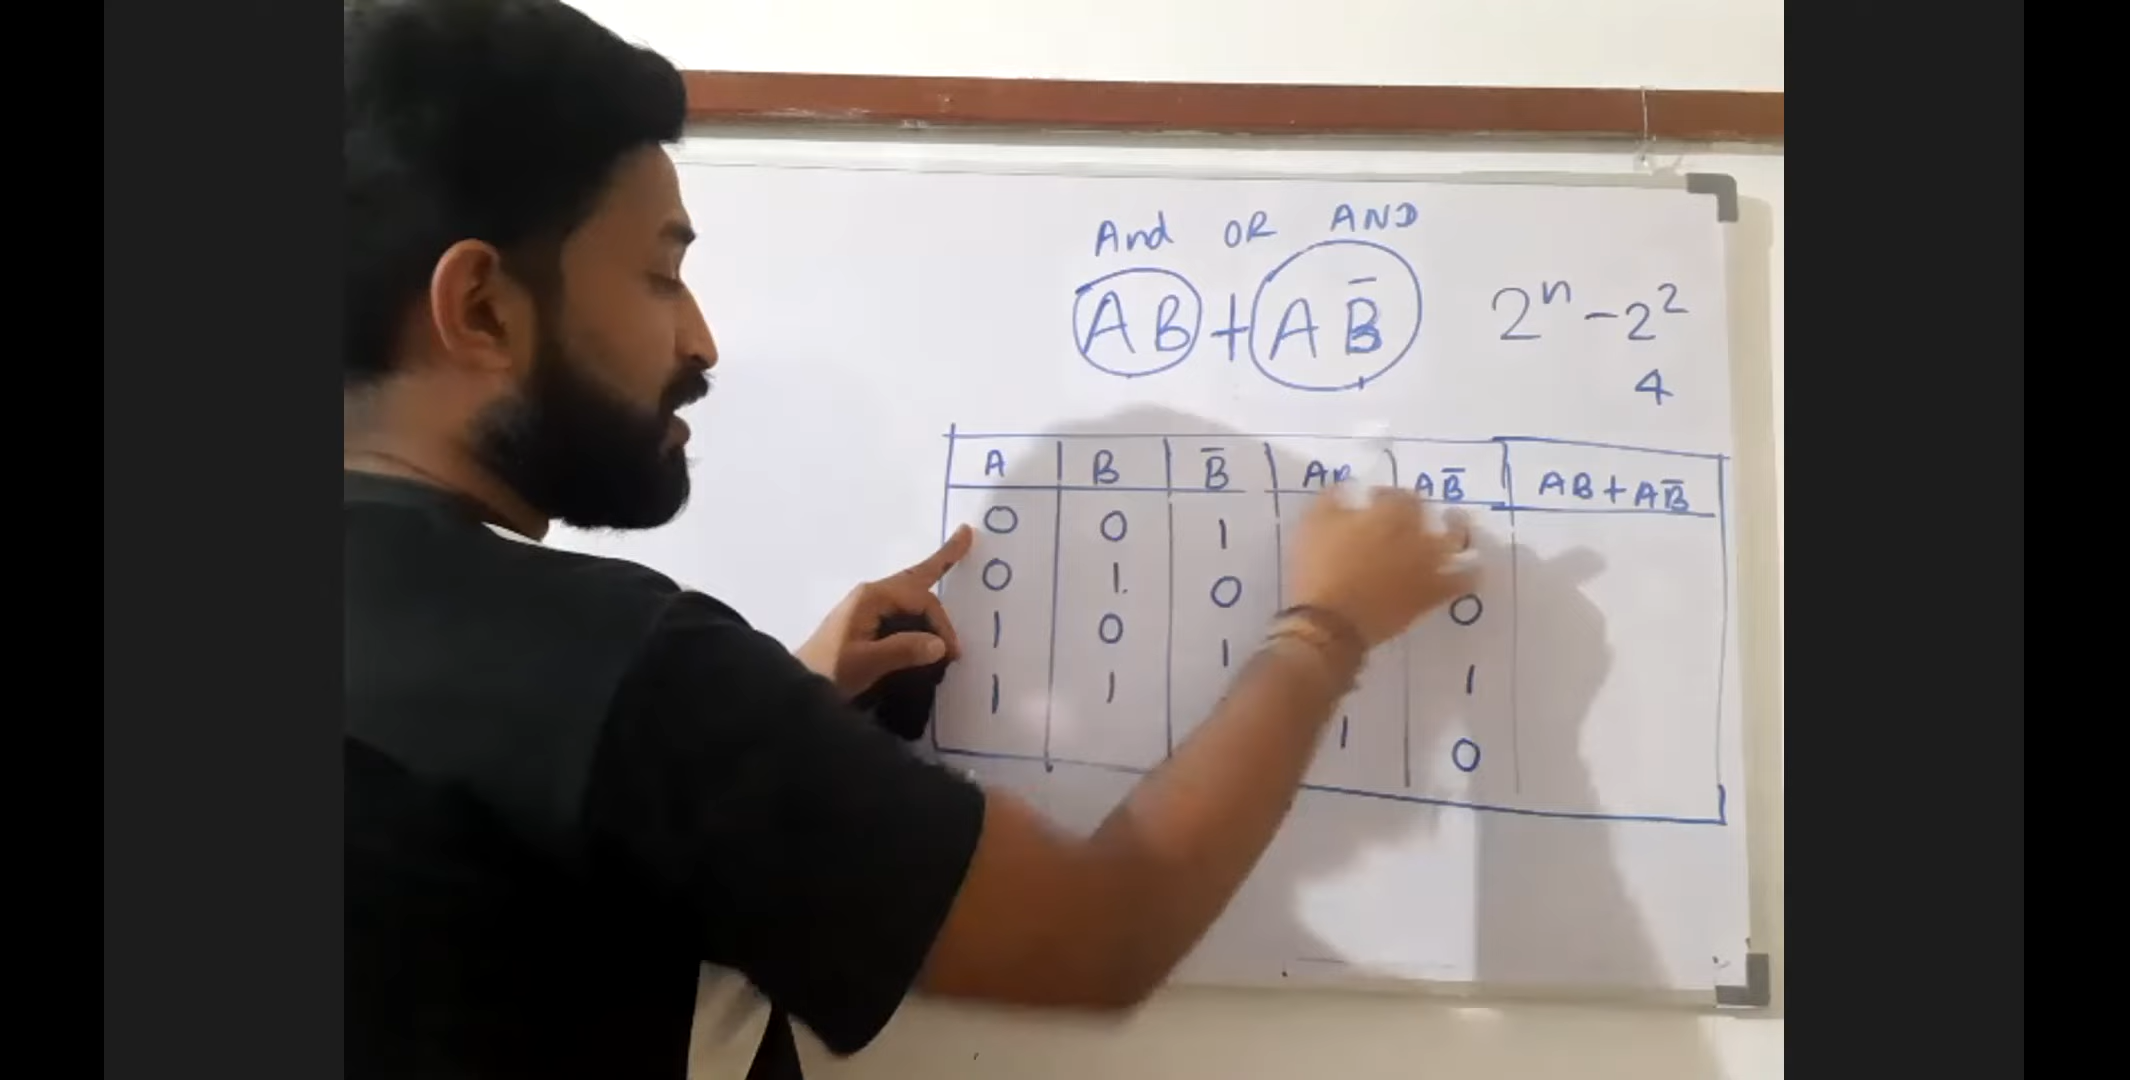 And OR AND
AB + AB̅ 2ⁿ - 2²
4
A B B̅ AB̅ AB + AB̅
0 0 1
0 1. 0 0
1 0 1 1
1 1 1 0